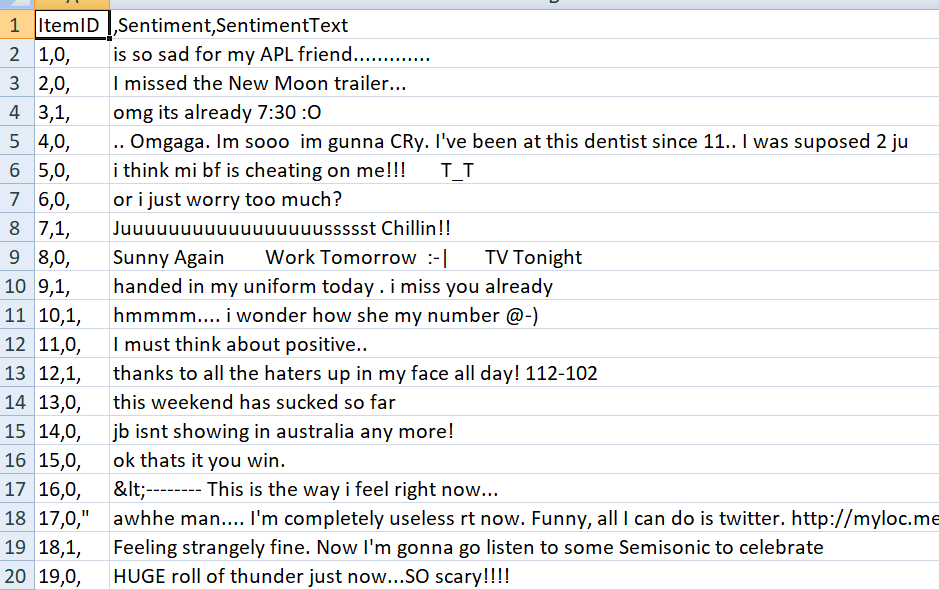 1 ItemID ,Sentiment,SentimentText
2 1,0, is so sad for my APL friend.............
3 2,0, I missed the New Moon trailer...
4 3,1, omg its already 7:30 :O
5 4,0, .. Omgaga. Im sooo  im gunna CRy. I've been at this dentist since 11.. I was suposed 2 ju
6 5,0, i think mi bf is cheating on me!!!       T_T
7 6,0, or i just worry too much?
8 7,1, Juuuuuuuuuuuuuuuuussssst Chillin!!
9 8,0, Sunny Again        Work Tomorrow  :-|       TV Tonight
10 9,1, handed in my uniform today . i miss you already
11 10,1, hmmmm.... i wonder how she my number @-)
12 11,0, I must think about positive..
13 12,1, thanks to all the haters up in my face all day! 112-102
14 13,0, this weekend has sucked so far
15 14,0, jb isnt showing in australia any more!
16 15,0, ok thats it you win.
17 16,0, &lt;-------- This is the way i feel right now...
18 17,0," awhhe man.... I'm completely useless rt now. Funny, all I can do is twitter. http://myloc.me
19 18,1, Feeling strangely fine. Now I'm gonna go listen to some Semisonic to celebrate
20 19,0, HUGE roll of thunder just now...SO scary!!!!